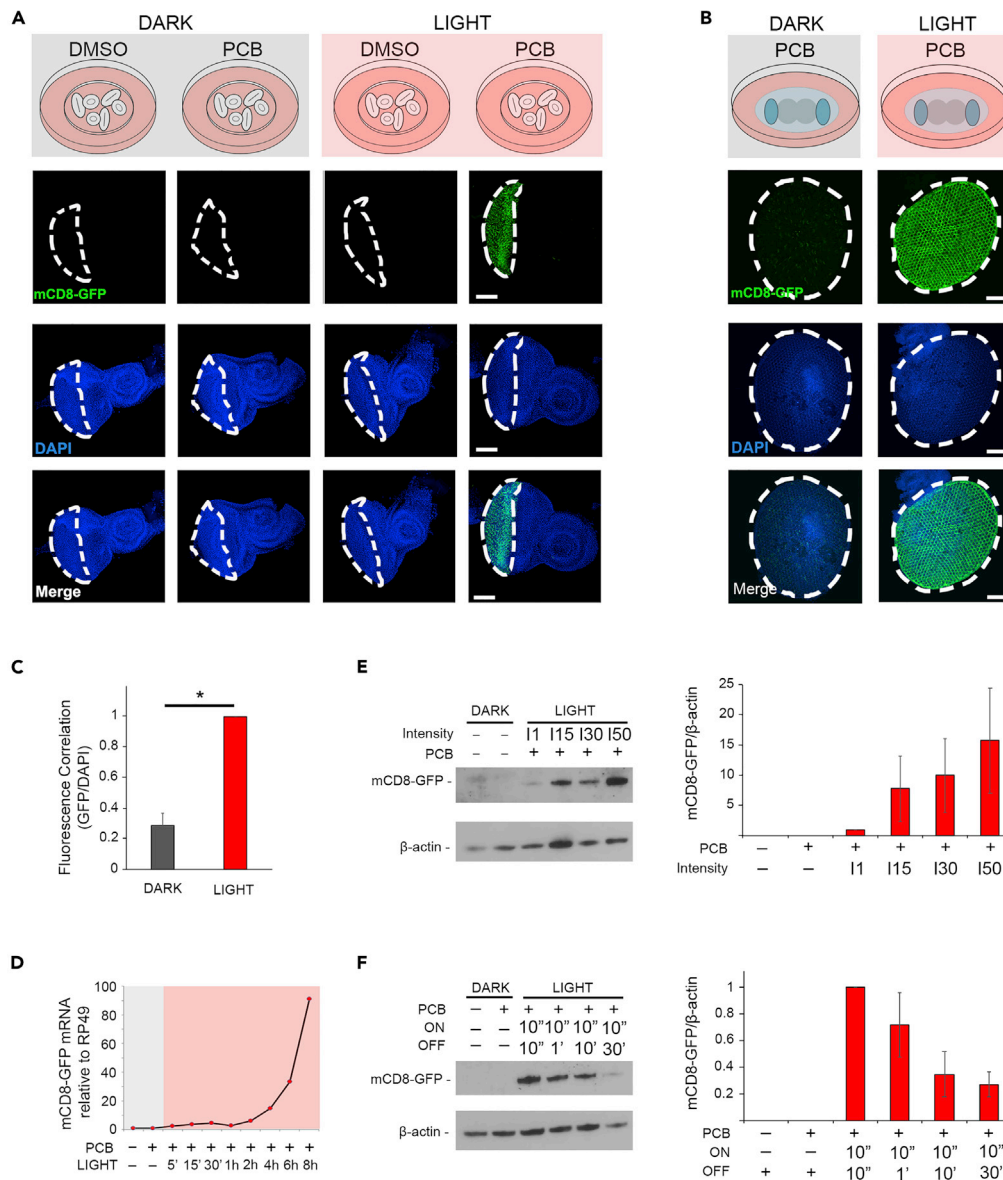 A
DARK
LIGHT
DMSO
PCB
DMSO
PCB
mCD8-GFP
DAPI
Merge
B
DARK
LIGHT
PCB
PCB
mCD8-GFP
DAPI
Merge
C
Fluorescence Correlation
(GFP/DAPI)
1
0.8
0.6
0.4
0.2
0
*
DARK
LIGHT
D
mCD8-GFP mRNA
relative to RP49
100
80
60
40
20
0
PCB – + + + + + + + + +
LIGHT – – 5' 15' 30' 1h 2h 4h 6h 8h
E
DARK LIGHT
Intensity – – I1 I15 I30 I50
PCB – – + + + +
mCD8-GFP -
β-actin -
mCD8-GFP/β-actin
25
20
15
10
5
PCB – + + + + +
Intensity – – I1 I15 I30 I50
F
DARK LIGHT
PCB – + + + + +
ON – – 10" 10" 10" 10"
OFF – – 10" 1' 10' 30'
mCD8-GFP -
β-actin -
mCD8-GFP/β-actin
1
0.8
0.6
0.4
0.2
PCB – + + + + +
ON – – 10" 10" 10" 10"
OFF + + 10" 1' 10' 30'